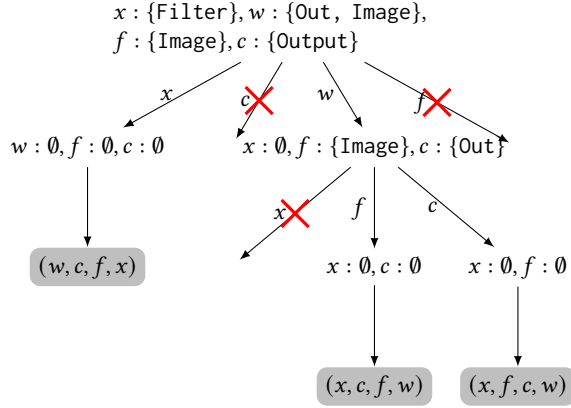 x : {Filter}, w : {Out, Image},
f : {Image}, c : {Output}
x
c
w
f
w : ∅, f : ∅, c : ∅
x : ∅, f : {Image}, c : {Out}
x
f
c
(w, c, f, x)
x : ∅, c : ∅
x : ∅, f : ∅
(x, c, f, w)
(x, f, c, w)